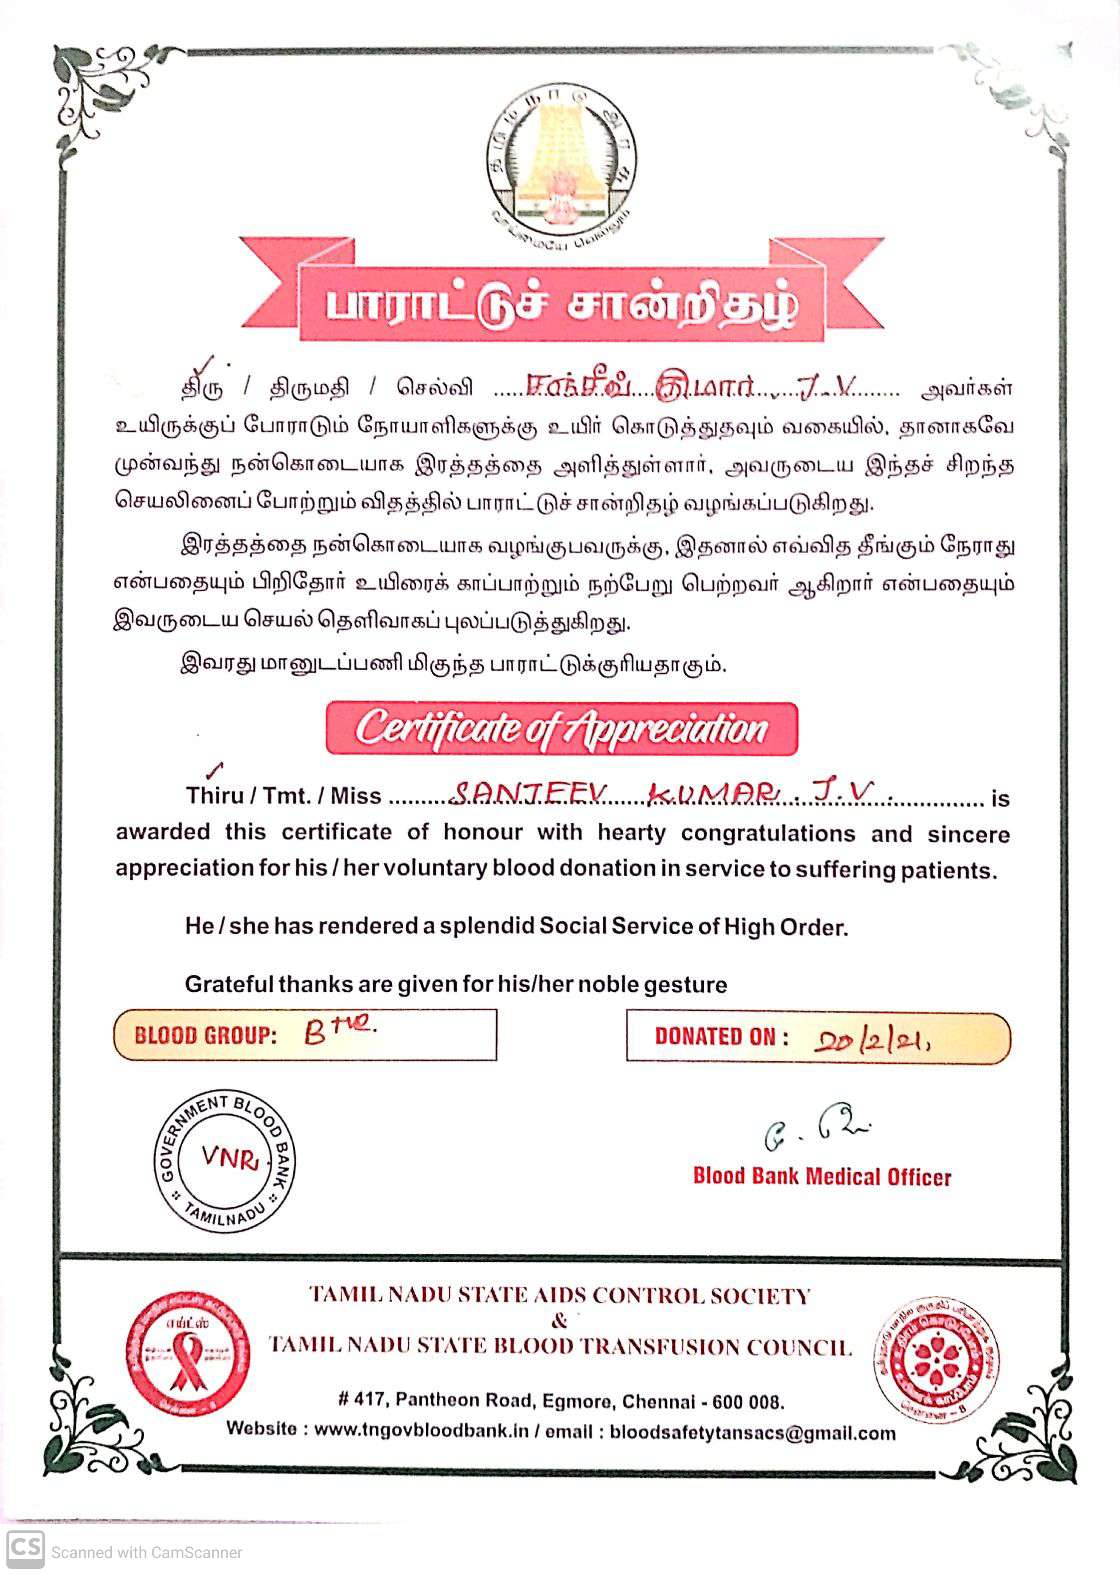 தமிழ்நாடு அரசு
வாய்மையே வெல்லும்
பாராட்டுச் சான்றிதழ்
திரு / திருமதி / செல்வி .....சஞ்சீவ் குமார். J.V........ அவர்கள்
உயிருக்குப் போராடும் நோயாளிகளுக்கு உயிர் கொடுத்துதவும் வகையில், தானாகவே
முன்வந்து நன்கொடையாக இரத்தத்தை அளித்துள்ளார், அவருடைய இந்தச் சிறந்த
செயலினைப் போற்றும் விதத்தில் பாராட்டுச் சான்றிதழ் வழங்கப்படுகிறது.
இரத்தத்தை நன்கொடையாக வழங்குபவருக்கு, இதனால் எவ்வித தீங்கும் நேராது
என்பதையும் பிறிதோர் உயிரைக் காப்பாற்றும் நற்பேறு பெற்றவர் ஆகிறார் என்பதையும்
இவருடைய செயல் தெளிவாகப் புலப்படுத்துகிறது.
இவரது மானுடப்பணி மிகுந்த பாராட்டுக்குரியதாகும்.
Certificate of Appreciation
Thiru / Tmt. / Miss .........SANJEEV KUMAR. J.V............... is
awarded this certificate of honour with hearty congratulations and sincere
appreciation for his / her voluntary blood donation in service to suffering patients.
He / she has rendered a splendid Social Service of High Order.
Grateful thanks are given for his/her noble gesture
BLOOD GROUP: B+ve. DONATED ON : 20/2/21,
GOVERNMENT BLOOD BANK
VNR.
TAMILNADU
Blood Bank Medical Officer
TAMIL NADU STATE AIDS CONTROL SOCIETY
&
TAMIL NADU STATE BLOOD TRANSFUSION COUNCIL
எய்ட்ஸ்
சென்னை - 8
# 417, Pantheon Road, Egmore, Chennai - 600 008.
Website : www.tngovbloodbank.in / email : bloodsafetytansacs@gmail.com
CS Scanned with CamScanner